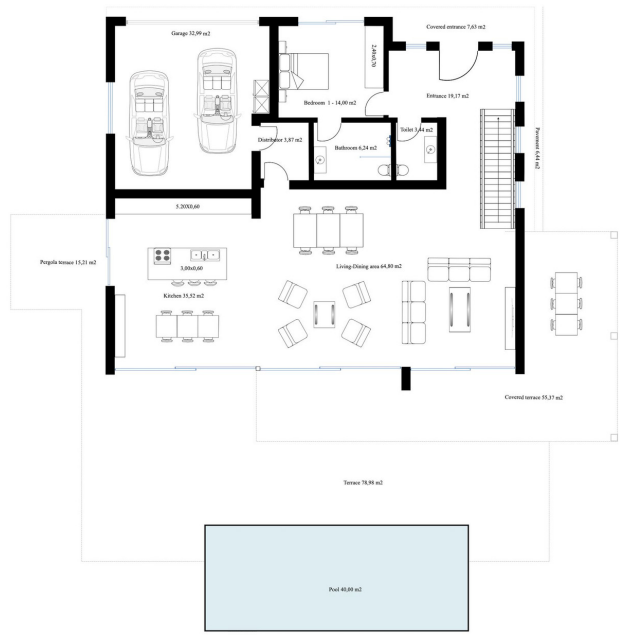 Covered entrance 7,63 m2
Garage 32,99 m2
2,40x0,70
Entrance 19,17 m2
Bedroom 1 - 14,00 m2
Toilet 3,44 m2
Distributor 3,87 m2
Bathroom 6,24 m2
Pavement 6,84 m2
5.20X0,60
Pergola terrace 15,21 m2
3,00x0,60
Living-Dining area 64,80 m2
Kitchen 35,52 m2
Covered terrace 55,37 m2
Terrace 78,98 m2
Pool 40,00 m2